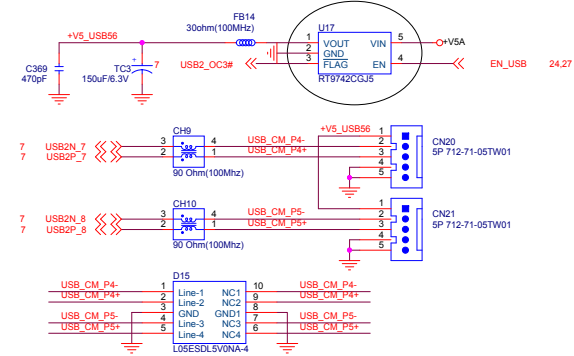 FB14
30ohm(100MHz)
+V5_USB56
C369
470pF
TC3
+
7
150uF/6.3V
USB2_OC3#
U17
1 VOUT VIN 5 +V5A
2 GND
3 FLAG EN 4 EN_USB 24,27
RT9742CGJ5
CH9
7 USB2N_7 3 4 USB_CM_P4-
7 USB2P_7 2 1 USB_CM_P4+
90 Ohm(100Mhz)
+V5_USB56
1
2
3
4
5
CN20
5P 712-71-05TW01
CH10
7 USB2N_8 3 4 USB_CM_P5-
7 USB2P_8 2 1 USB_CM_P5+
90 Ohm(100Mhz)
1
2
3
4
5
CN21
5P 712-71-05TW01
D15
USB_CM_P4- 1 Line-1 NC1 10 USB_CM_P4-
USB_CM_P4+ 2 Line-2 NC2 9 USB_CM_P4+
3 GND GND1 8
USB_CM_P5- 4 Line-3 NC3 7 USB_CM_P5-
USB_CM_P5+ 5 Line-4 NC4 6 USB_CM_P5+
L05ESDL5V0NA-4